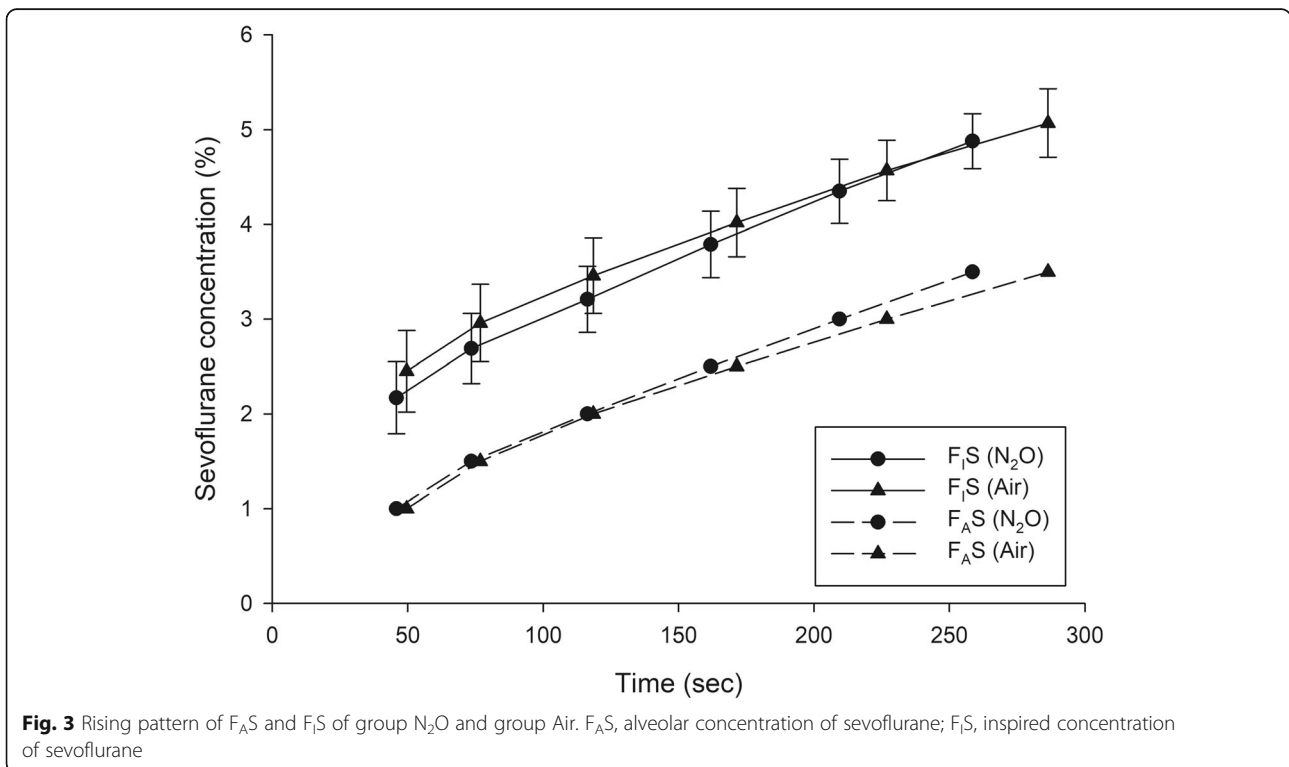 6
5
4
3
2
1
0
Sevoflurane concentration (%)
0 50 100 150 200 250 300
Time (sec)
FIS (N2O)
FIS (Air)
FAS (N2O)
FAS (Air)
Fig. 3 Rising pattern of FAS and FIS of group N2O and group Air. FAS, alveolar concentration of sevoflurane; FIS, inspired concentration
of sevoflurane